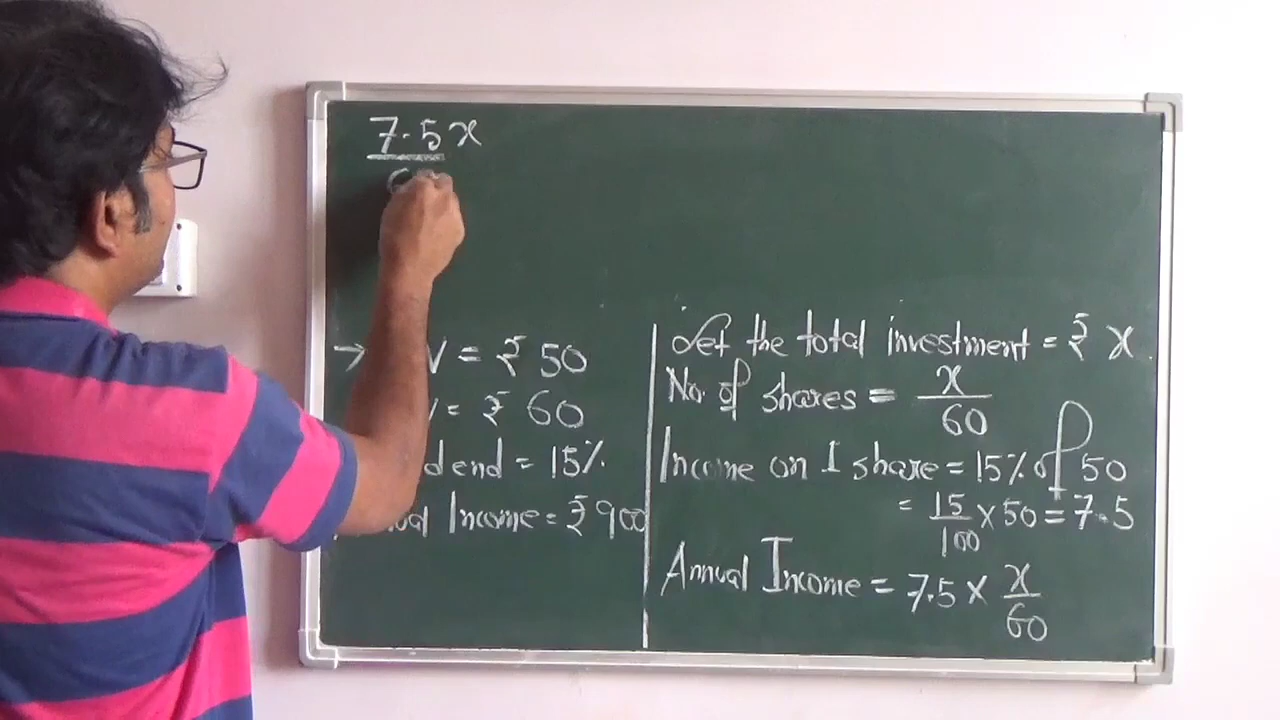 7.5x
→ V = ₹ 50
V = ₹ 60
dend = 15%
Income = ₹ 900
Let the total investment = ₹ x.
No. of shares = x/60
Income on 1 share = 15% of 50
= 15/100 × 50 = 7.5
Annual Income = 7.5 × x/60